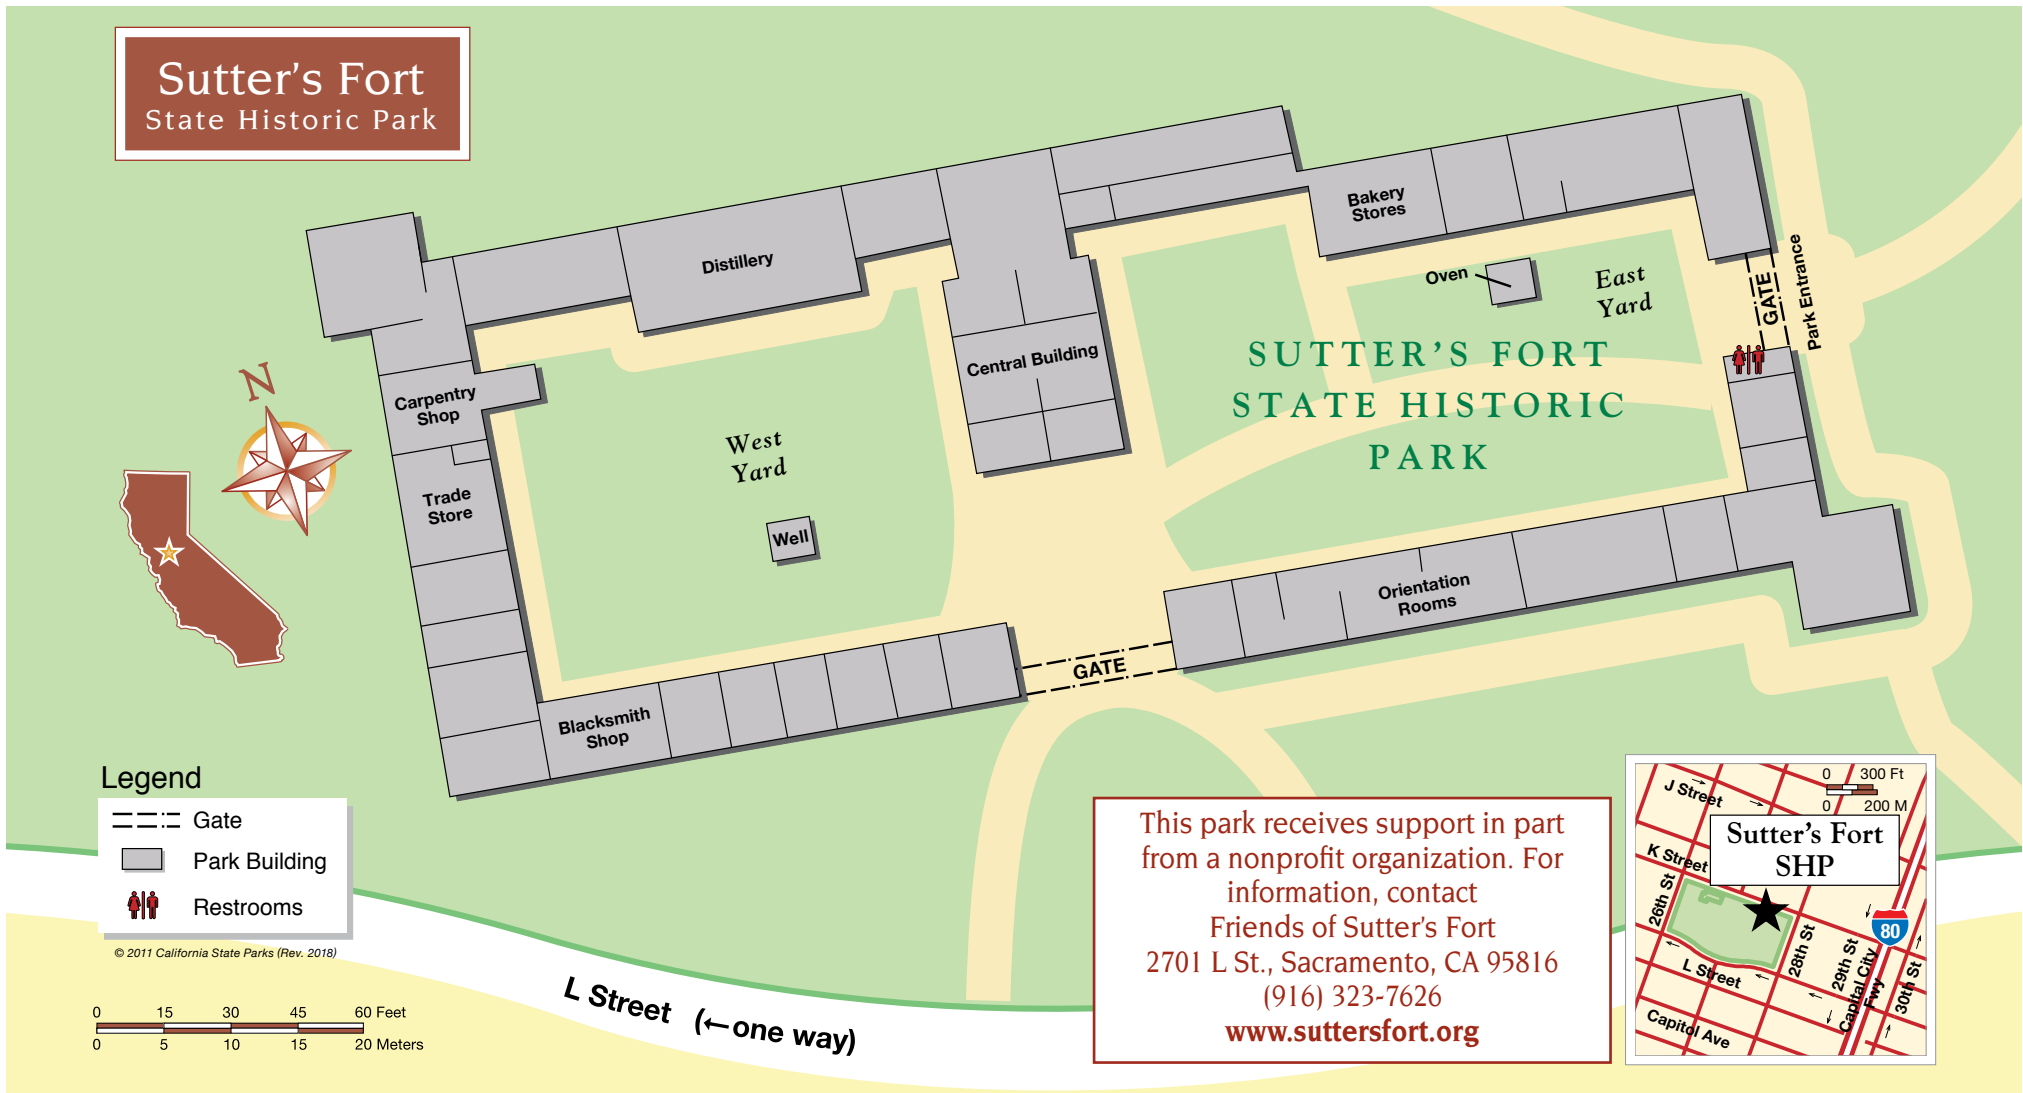 Sutter's Fort
State Historic Park
Distillery
Bakery
Stores
Oven
East
Yard
GATE
Park Entrance
SUTTER'S FORT
STATE HISTORIC
PARK
Central Building
N
Carpentry
Shop
West
Yard
Trade
Store
Well
Orientation
Rooms
GATE
Blacksmith
Shop
Legend
Gate
Park Building
Restrooms
© 2011 California State Parks (Rev. 2018)
0 15 30 45 60 Feet
0 5 10 15 20 Meters
L Street (←one way)
This park receives support in part
from a nonprofit organization. For
information, contact
Friends of Sutter's Fort
2701 L St., Sacramento, CA 95816
(916) 323-7626
www.suttersfort.org
0 300 Ft
0 200 M
J Street
Sutter's Fort
SHP
K Street
26th St
80
28th St
29th St
Capital City
Fwy
30th St
L Street
Capitol Ave